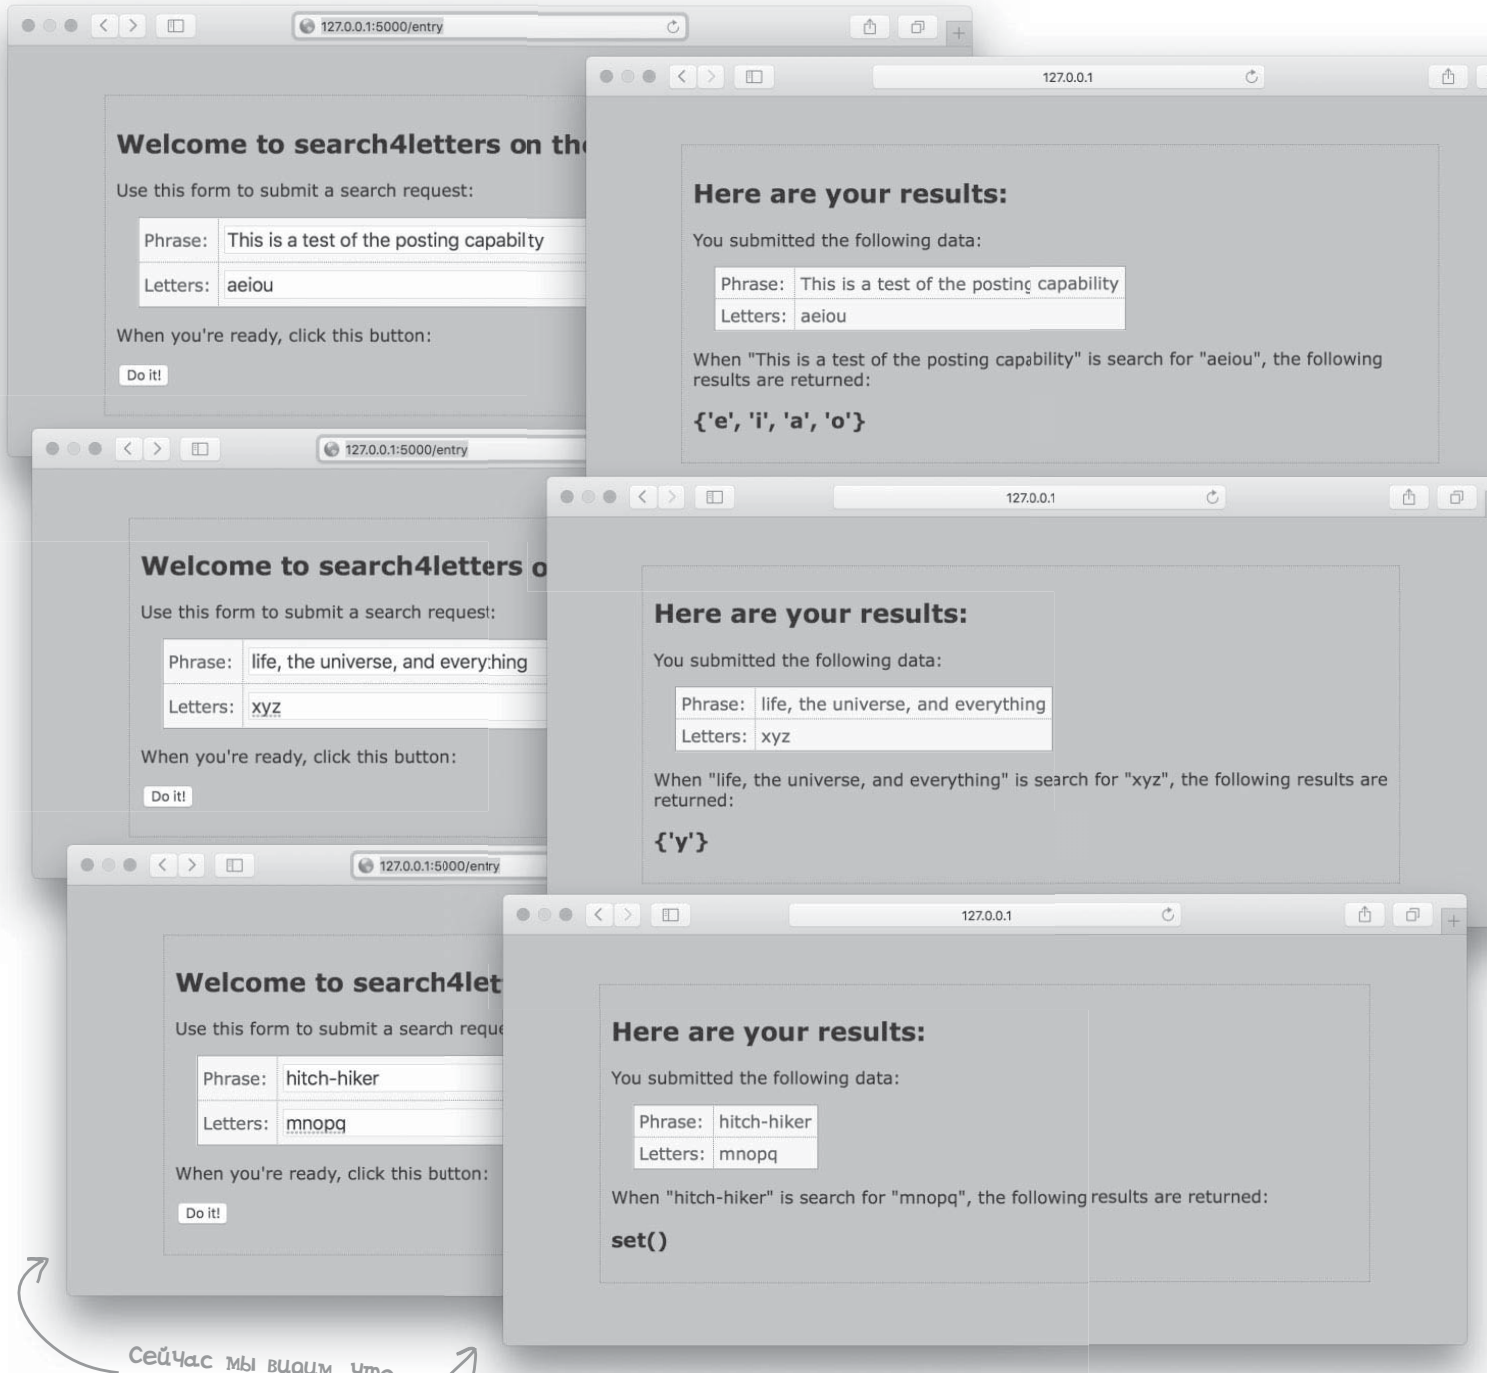 127.0.0.1:5000/entry
Welcome to search4letters on the
Use this form to submit a search request:
Phrase: This is a test of the posting capabilty
Letters: aeiou
When you're ready, click this button:
Do it!
127.0.0.1
Here are your results:
You submitted the following data:
Phrase: This is a test of the posting capability
Letters: aeiou
When "This is a test of the posting capability" is search for "aeiou", the following
results are returned:
{'e', 'i', 'a', 'o'}
127.0.0.1:5000/entry
Welcome to search4letters o
Use this form to submit a search request:
Phrase: life, the universe, and everything
Letters: xyz
When you're ready, click this button:
Do it!
127.0.0.1
Here are your results:
You submitted the following data:
Phrase: life, the universe, and everything
Letters: xyz
When "life, the universe, and everything" is search for "xyz", the following results are
returned:
{'y'}
127.0.0.1:5000/entry
Welcome to search4let
Use this form to submit a search reque
Phrase: hitch-hiker
Letters: mnopq
When you're ready, click this button:
Do it!
127.0.0.1
Here are your results:
You submitted the following data:
Phrase: hitch-hiker
Letters: mnopq
When "hitch-hiker" is search for "mnopq", the following results are returned:
set()
Сейчас мы видим, что